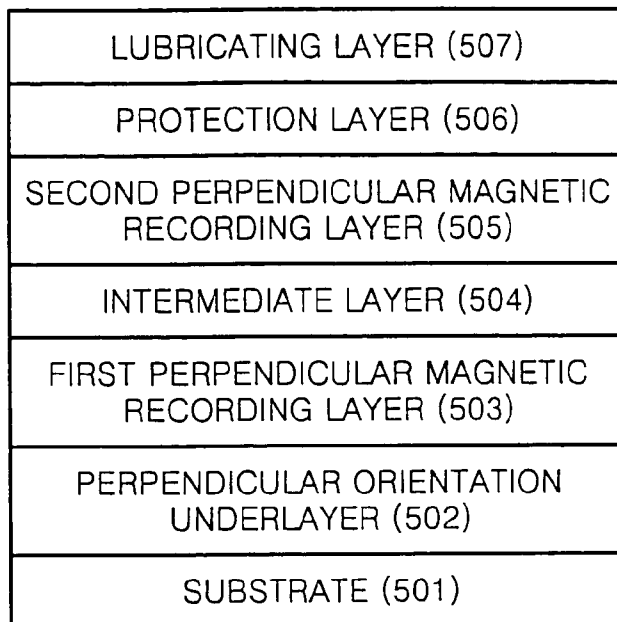 LUBRICATING LAYER (507)
PROTECTION LAYER (506)
SECOND PERPENDICULAR MAGNETIC
RECORDING LAYER (505)
INTERMEDIATE LAYER (504)
FIRST PERPENDICULAR MAGNETIC
RECORDING LAYER (503)
PERPENDICULAR ORIENTATION
UNDERLAYER (502)
SUBSTRATE (501)